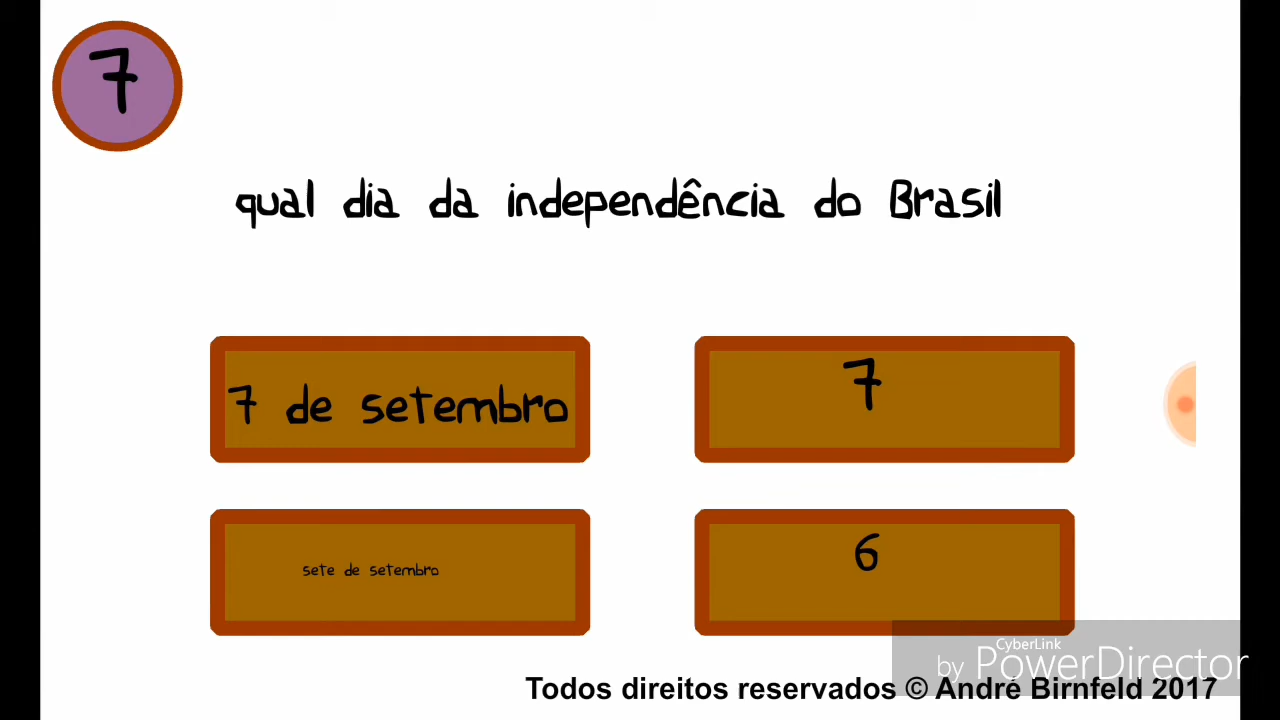 7
qual dia da independência do Brasil
7 de setembro
7
sete de setembro
6
CyberLink
by PowerDirector
Todos direitos reservados © André Birnfeld 2017